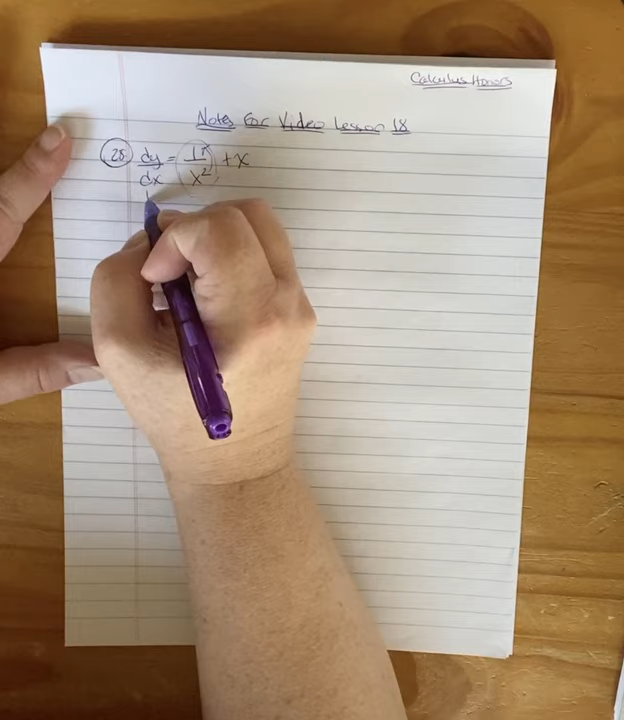 Calculus Honors
Notes For Video Lesson 18
28. dy/dx = 1/x² + x